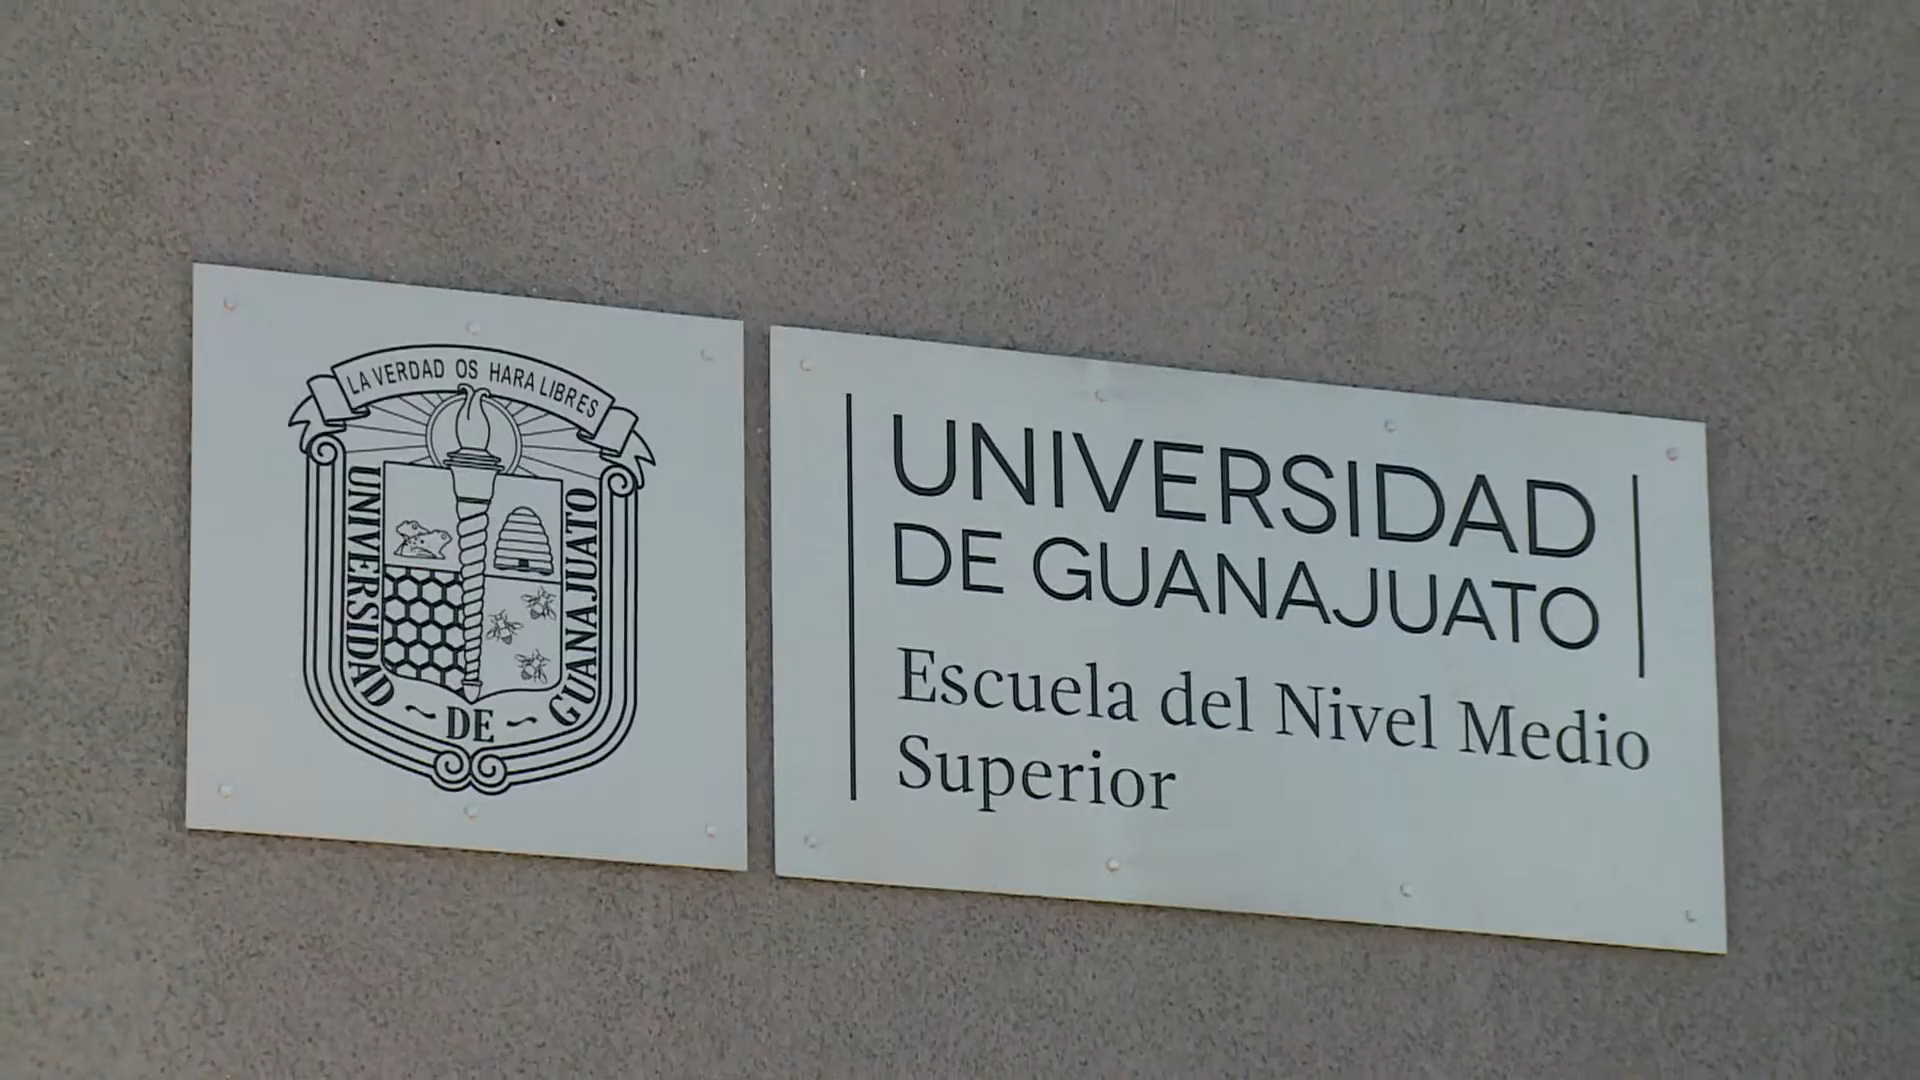 LA VERDAD OS HARA LIBRES
UNIVERSIDAD
DE
GUANAJUATO
UNIVERSIDAD
DE GUANAJUATO
Escuela del Nivel Medio
Superior